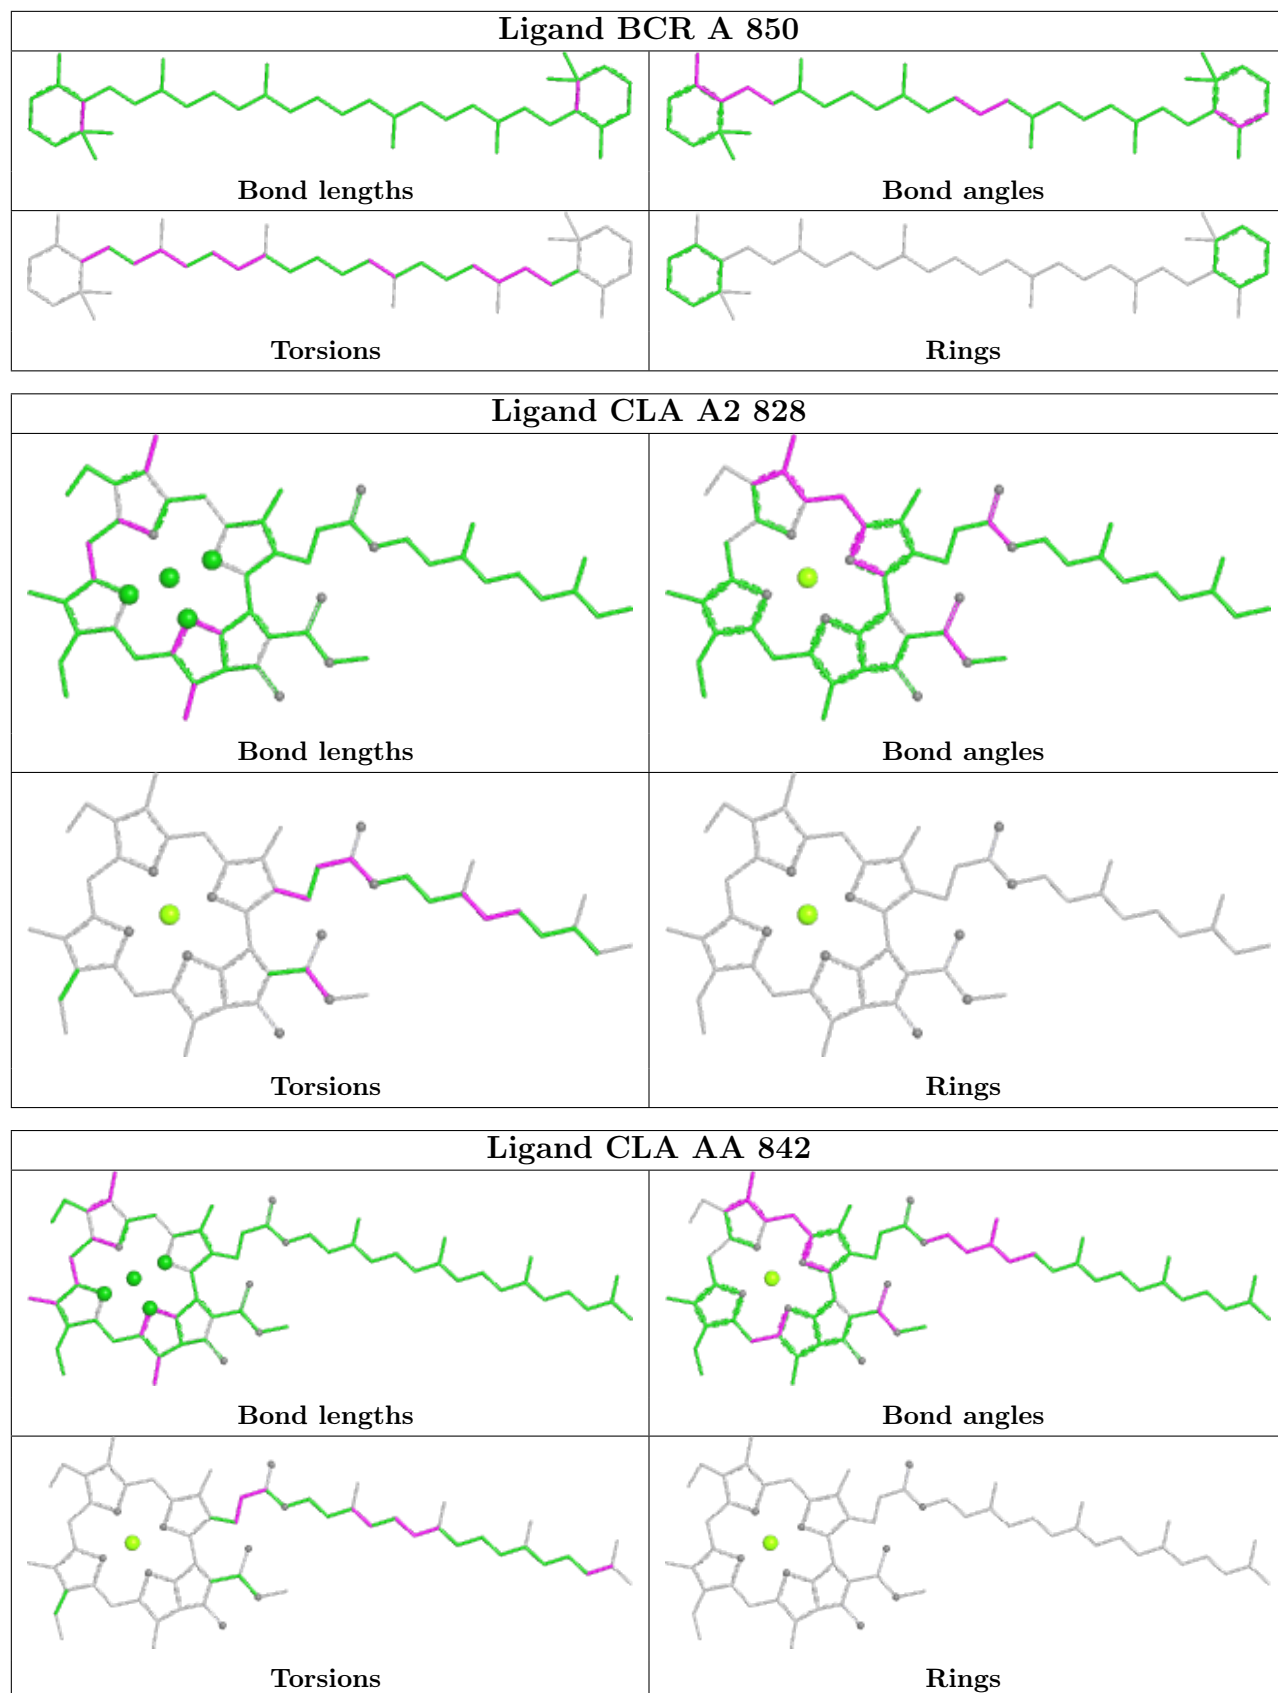 Ligand BCR A 850
Bond lengths
Bond angles
Torsions
Rings
Ligand CLA A2 828
Bond lengths
Bond angles
Torsions
Rings
Ligand CLA AA 842
Bond lengths
Bond angles
Torsions
Rings